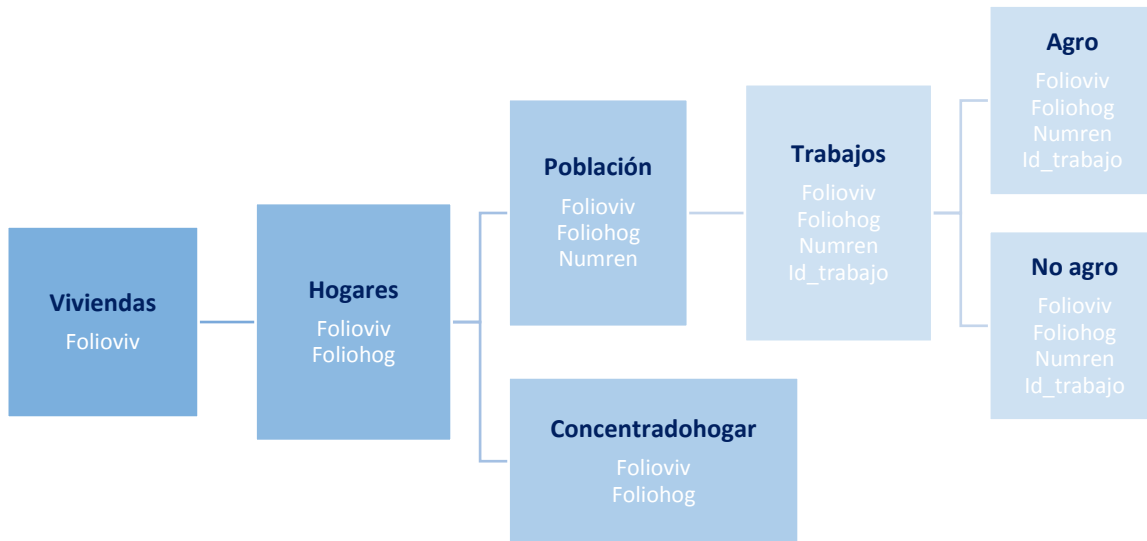 Viviendas
Folioviv
Hogares
Folioviv
Foliohog
Población
Folioviv
Foliohog
Numren
Concentradohogar
Folioviv
Foliohog
Trabajos
Folioviv
Foliohog
Numren
Id_trabajo
Agro
Folioviv
Foliohog
Numren
Id_trabajo
No agro
Folioviv
Foliohog
Numren
Id_trabajo